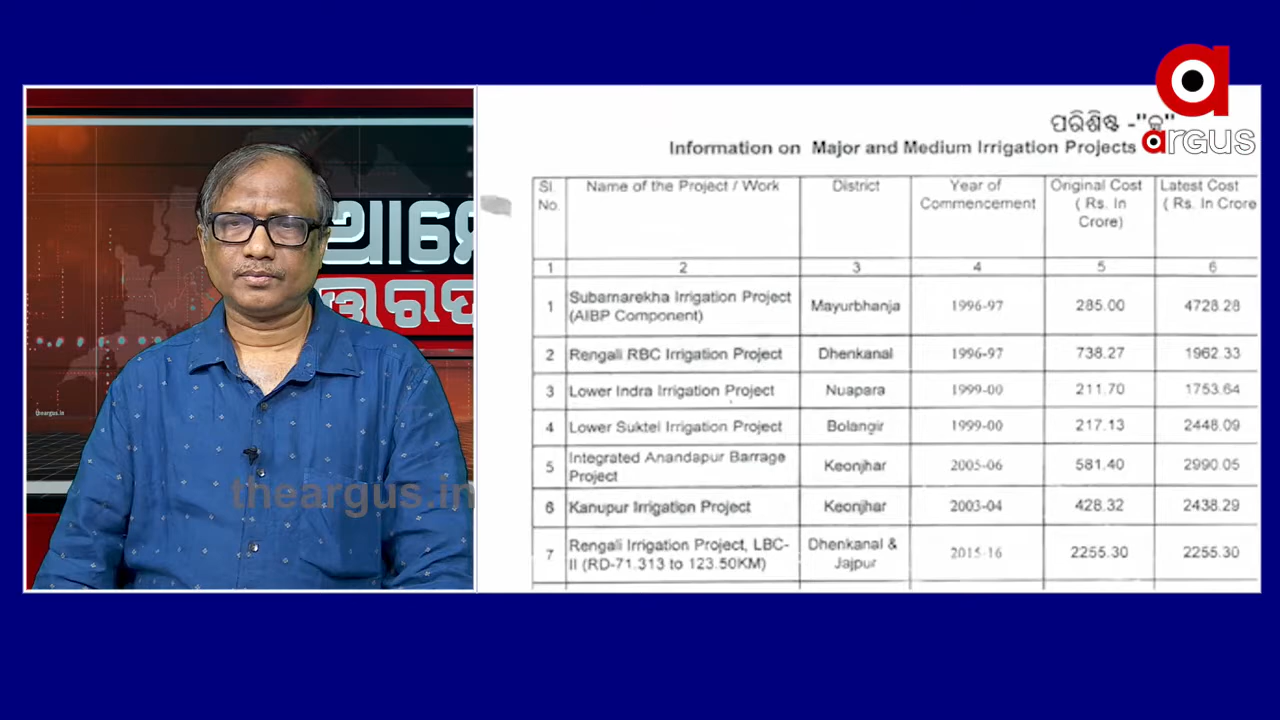 ପରିଶିଷ୍ଟ -"ଜ"
Information on Major and Medium Irrigation Projects
argus
Sl. No. Name of the Project / Work District Year of Commencement Original Cost ( Rs. In Crore) Latest Cost ( Rs. In Crore
1 2 3 4 5 6
1 Subarnarekha Irrigation Project (AIBP Component) Mayurbhanja 1996-97 285.00 4728.28
2 Rengali RBC Irrigation Project Dhenkanal 1996-97 738.27 1962.33
3 Lower Indra Irrigation Project Nuapara 1999-00 211.70 1753.64
4 Lower Suktel Irrigation Project Bolangir 1999-00 217.13 2448.09
5 Integrated Anandapur Barrage Project Keonjhar 2005-06 581.40 2990.05
6 Kanupur Irrigation Project Keonjhar 2003-04 428.32 2438.29
7 Rengali Irrigation Project, LBC-II (RD-71.313 to 123.50KM) Dhenkanal & Jajpur 2015-16 2255.30 2255.30
theargus.in
theargus.in